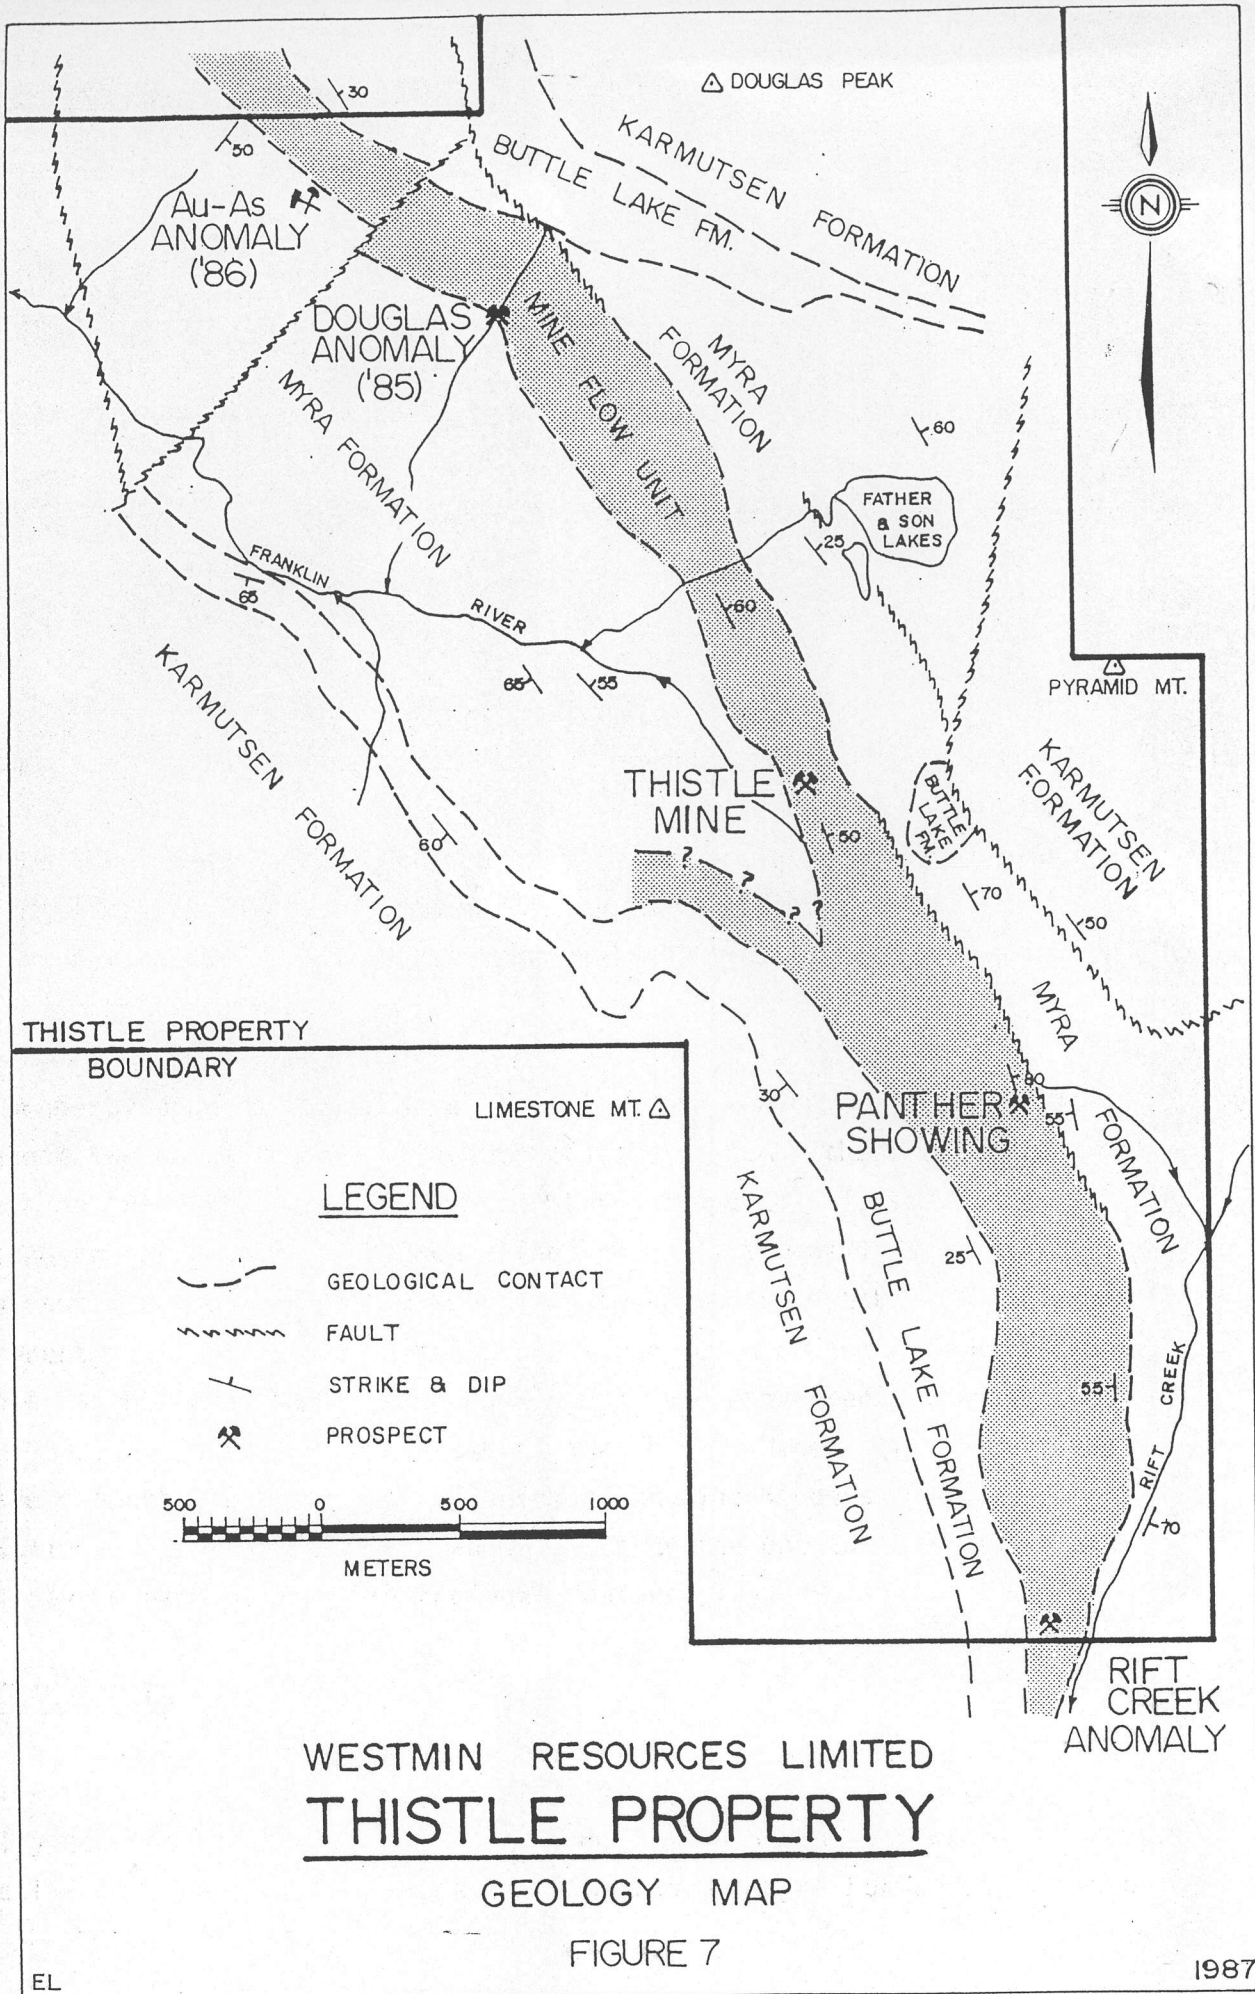 DOUGLAS PEAK
30
50
KARMUTSEN FORMATION
BUTTLE LAKE FM.
Au-As
ANOMALY
('86)
N
DOUGLAS
ANOMALY
('85)
MINE FLOW UNIT
MYRA
FORMATION
MYRA FORMATION
60
FATHER
& SON
LAKES
25
FRANKLIN
RIVER
65
60
65
55
PYRAMID MT.
KARMUTSEN FORMATION
KARMUTSEN
FORMATION
THISTLE
MINE
BUTTLE
LAKE
FM.
50
60
70
50
?
?
?
?
MYRA
FORMATION
THISTLE PROPERTY
BOUNDARY
LIMESTONE MT.
30
80
PANTHER
SHOWING
55
KARMUTSEN FORMATION
BUTTLE LAKE FORMATION
25
LEGEND
GEOLOGICAL CONTACT
FAULT
STRIKE & DIP
PROSPECT
55
RIFT CREEK
70
500 0 500 1000
METERS
RIFT
CREEK
ANOMALY
WESTMIN RESOURCES LIMITED
THISTLE PROPERTY
GEOLOGY MAP
FIGURE 7
EL
1987